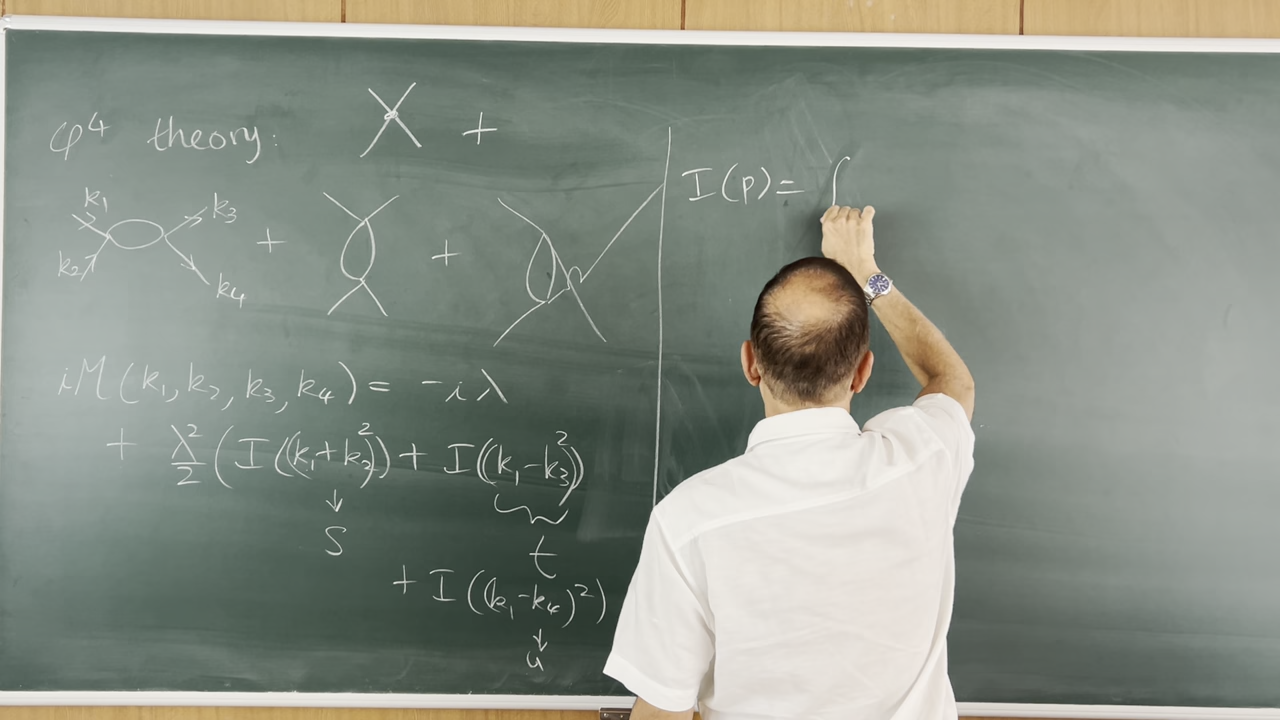 φ⁴ theory: +
k₁ k₃
k₂ k₄ + +
iM(k₁, k₂, k₃, k₄) = -iλ
+ λ²/2 (I((k₁+k₂)²) + I((k₁-k₃)²)
↓
s t
+ I((k₁-k₄)²)
↓
u
I(p) = ∫